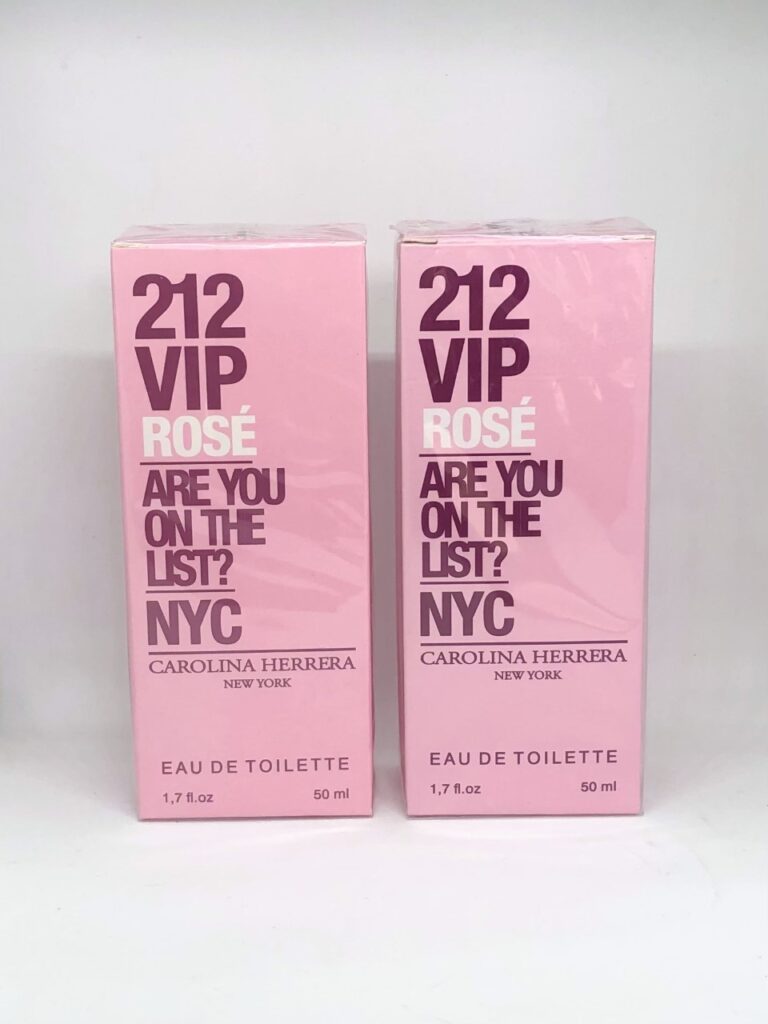 212
VIP
ROSÉ
ARE YOU
ON THE
LIST?
NYC
CAROLINA HERRERA
NEW YORK
EAU DE TOILETTE
1,7 fl.oz 50 ml
212
VIP
ROSÉ
ARE YOU
ON THE
LIST?
NYC
CAROLINA HERRERA
NEW YORK
EAU DE TOILETTE
1,7 fl.oz 50 ml